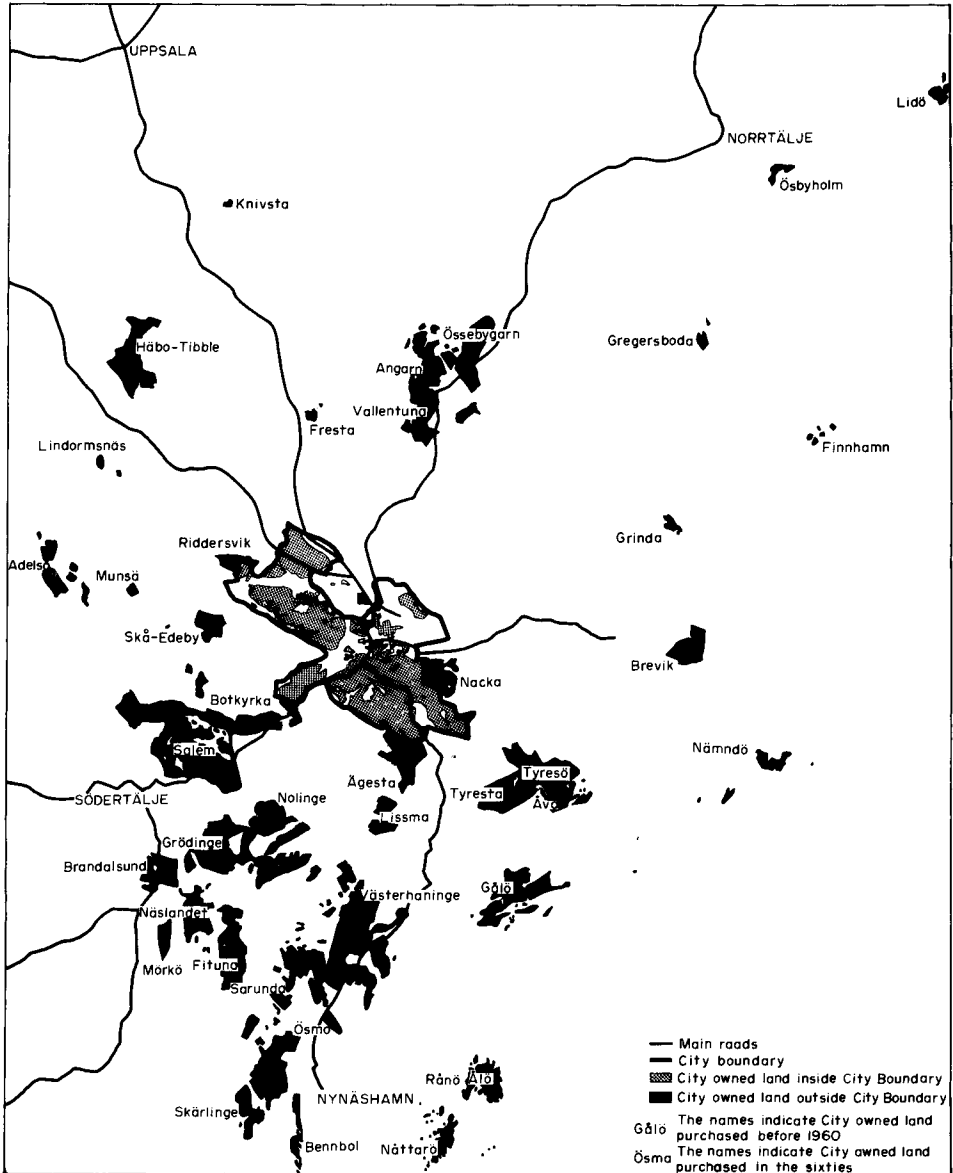 UPPSALA
Lidö
NORRTÄLJE
Ösbyholm
Knivsta
Össebygarn
Häbo-Tibble
Gregersboda
Angarn
Vallentuna
Fresta
Lindormsnäs
Finnhamn
Grinda
Riddersvik
Adelsö
Munsä
Skå-Edeby
Brevik
Nacka
Botkyrka
Salem
Nämndö
Tyresö
Ägesta
Tyresta
Åva
SÖDERTÄLJE
Nolinge
Lissma
Grödinge
Brandalsund
Västerhaninge
Gålö
Näslandet
Mörkö
Fituna
Sarunda
Ösmo
Main roads
City boundary
City owned land inside City Boundary
City owned land outside City Boundary
Rånö
Ålö
Skärlinge
NYNÄSHAMN
Gålö The names indicate City owned land
purchased before 1960
Bennbol
Nåttarö
Ösma The names indicate City owned land
purchased in the sixties